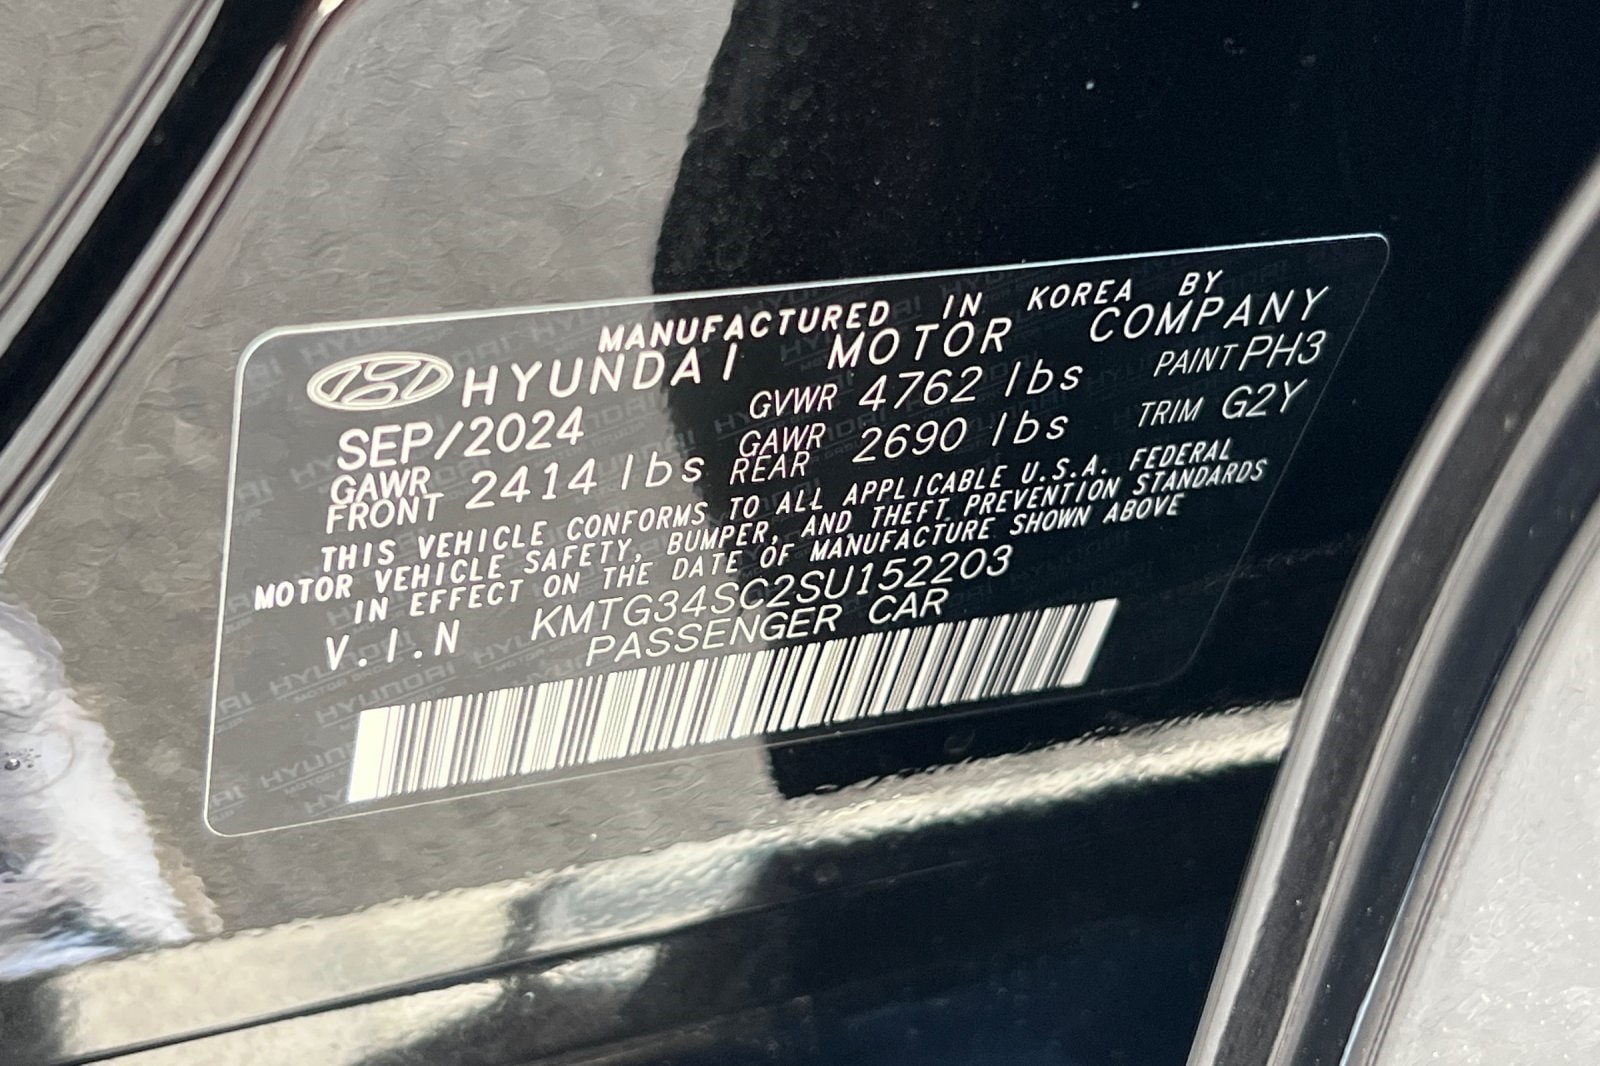 MANUFACTURED IN KOREA BY
HYUNDAI MOTOR COMPANY
SEP/2024 GVWR 4762 lbs PAINT PH3
GAWR FRONT 2414 lbs GAWR REAR 2690 lbs TRIM G2Y
THIS VEHICLE CONFORMS TO ALL APPLICABLE U.S.A. FEDERAL
MOTOR VEHICLE SAFETY, BUMPER, AND THEFT PREVENTION STANDARDS
IN EFFECT ON THE DATE OF MANUFACTURE SHOWN ABOVE
V.I.N KMTG34SC2SU152203
PASSENGER CAR